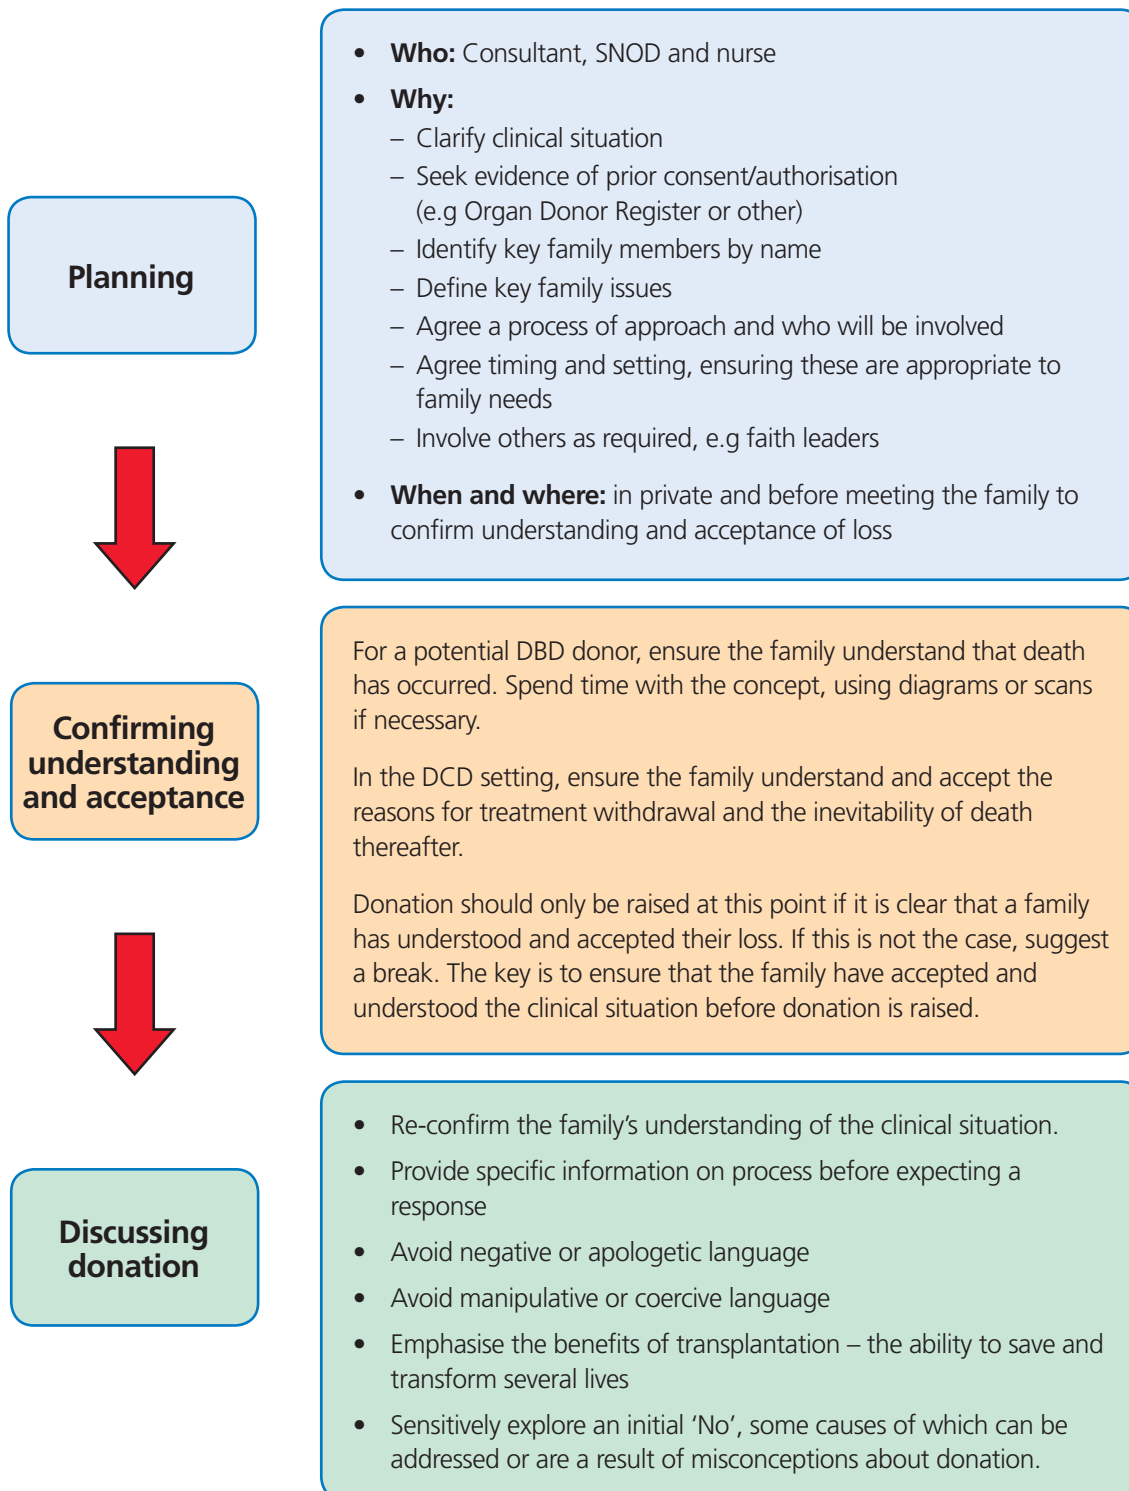 Planning
• Who: Consultant, SNOD and nurse
• Why:
– Clarify clinical situation
– Seek evidence of prior consent/authorisation
(e.g Organ Donor Register or other)
– Identify key family members by name
– Define key family issues
– Agree a process of approach and who will be involved
– Agree timing and setting, ensuring these are appropriate to
family needs
– Involve others as required, e.g faith leaders
• When and where: in private and before meeting the family to
confirm understanding and acceptance of loss
Confirming
understanding
and acceptance
For a potential DBD donor, ensure the family understand that death
has occurred. Spend time with the concept, using diagrams or scans
if necessary.
In the DCD setting, ensure the family understand and accept the
reasons for treatment withdrawal and the inevitability of death
thereafter.
Donation should only be raised at this point if it is clear that a family
has understood and accepted their loss. If this is not the case, suggest
a break. The key is to ensure that the family have accepted and
understood the clinical situation before donation is raised.
Discussing
donation
• Re-confirm the family’s understanding of the clinical situation.
• Provide specific information on process before expecting a
response
• Avoid negative or apologetic language
• Avoid manipulative or coercive language
• Emphasise the benefits of transplantation – the ability to save and
transform several lives
• Sensitively explore an initial ‘No’, some causes of which can be
addressed or are a result of misconceptions about donation.